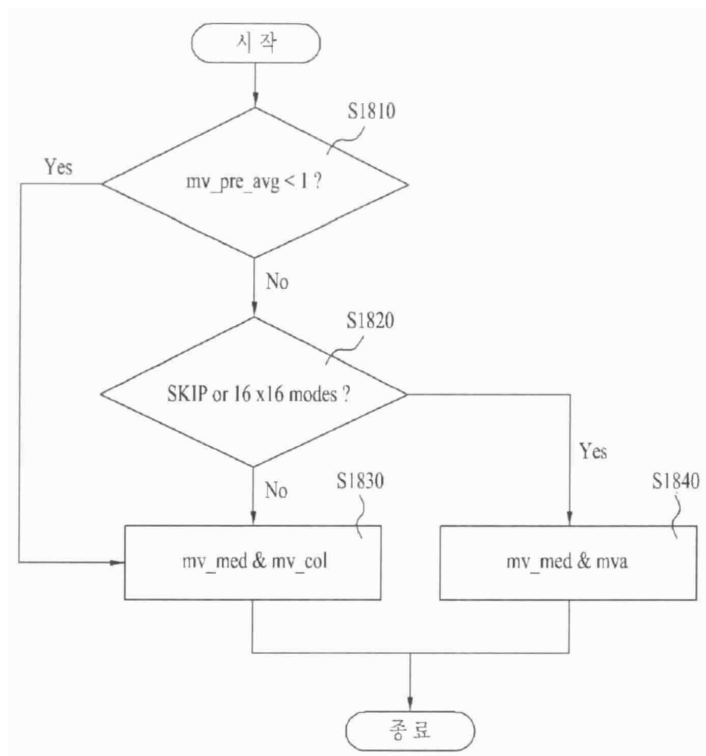 시 작
S1810
Yes
mv_pre_avg < 1 ?
No
S1820
SKIP or 16 x16 modes ?
Yes
No
S1830
S1840
mv_med & mv_col
mv_med & mva
종 료